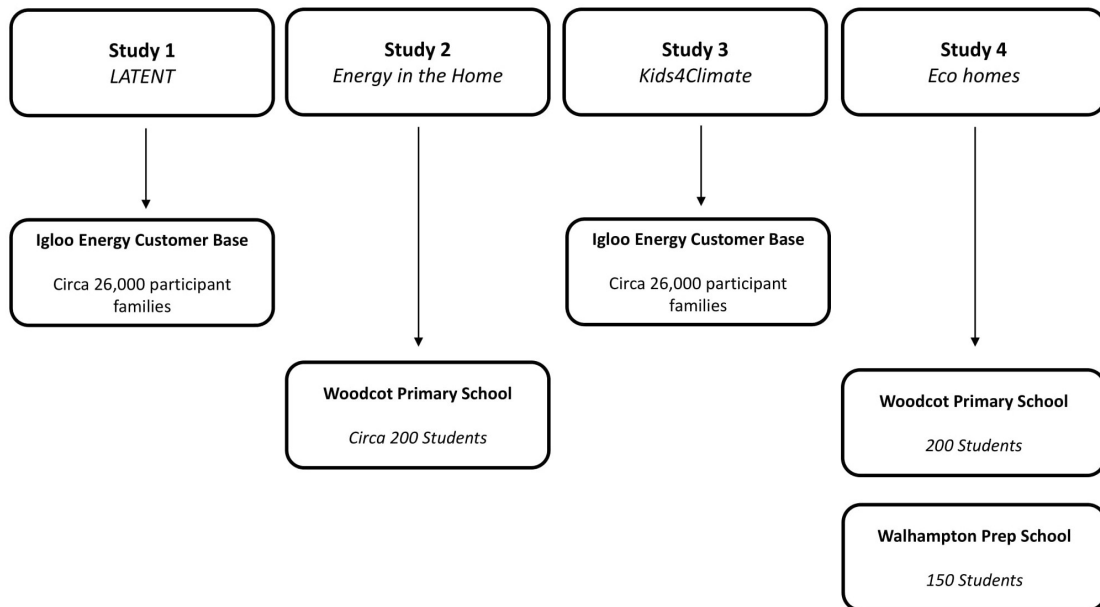 Study 1
LATENT
Study 2
Energy in the Home
Study 3
Kids4Climate
Study 4
Eco homes
Igloo Energy Customer Base
Circa 26,000 participant
families
Igloo Energy Customer Base
Circa 26,000 participant
families
Woodcot Primary School
Circa 200 Students
Woodcot Primary School
200 Students
Walhampton Prep School
150 Students